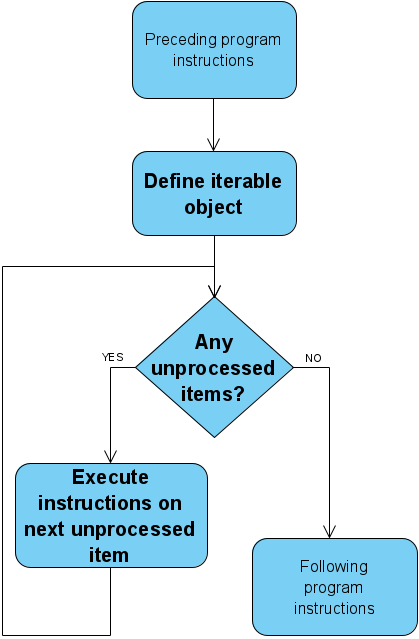 Preceding program
instructions
Define iterable
object
Any
unprocessed
items?
YES
NO
Execute
instructions on
next unprocessed
item
Following
program
instructions